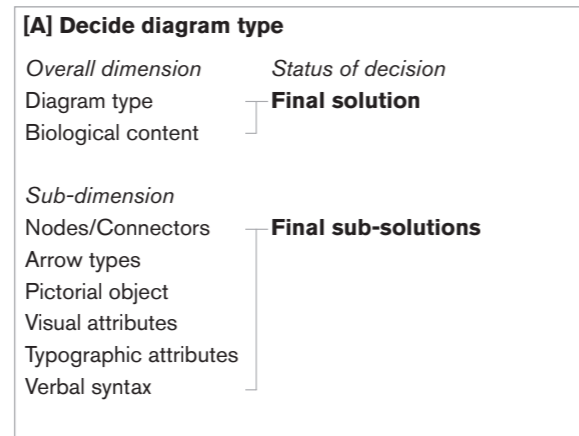 [A] Decide diagram type
Overall dimension Status of decision
Diagram type Final solution
Biological content
Sub-dimension
Nodes/Connectors Final sub-solutions
Arrow types
Pictorial object
Visual attributes
Typographic attributes
Verbal syntax